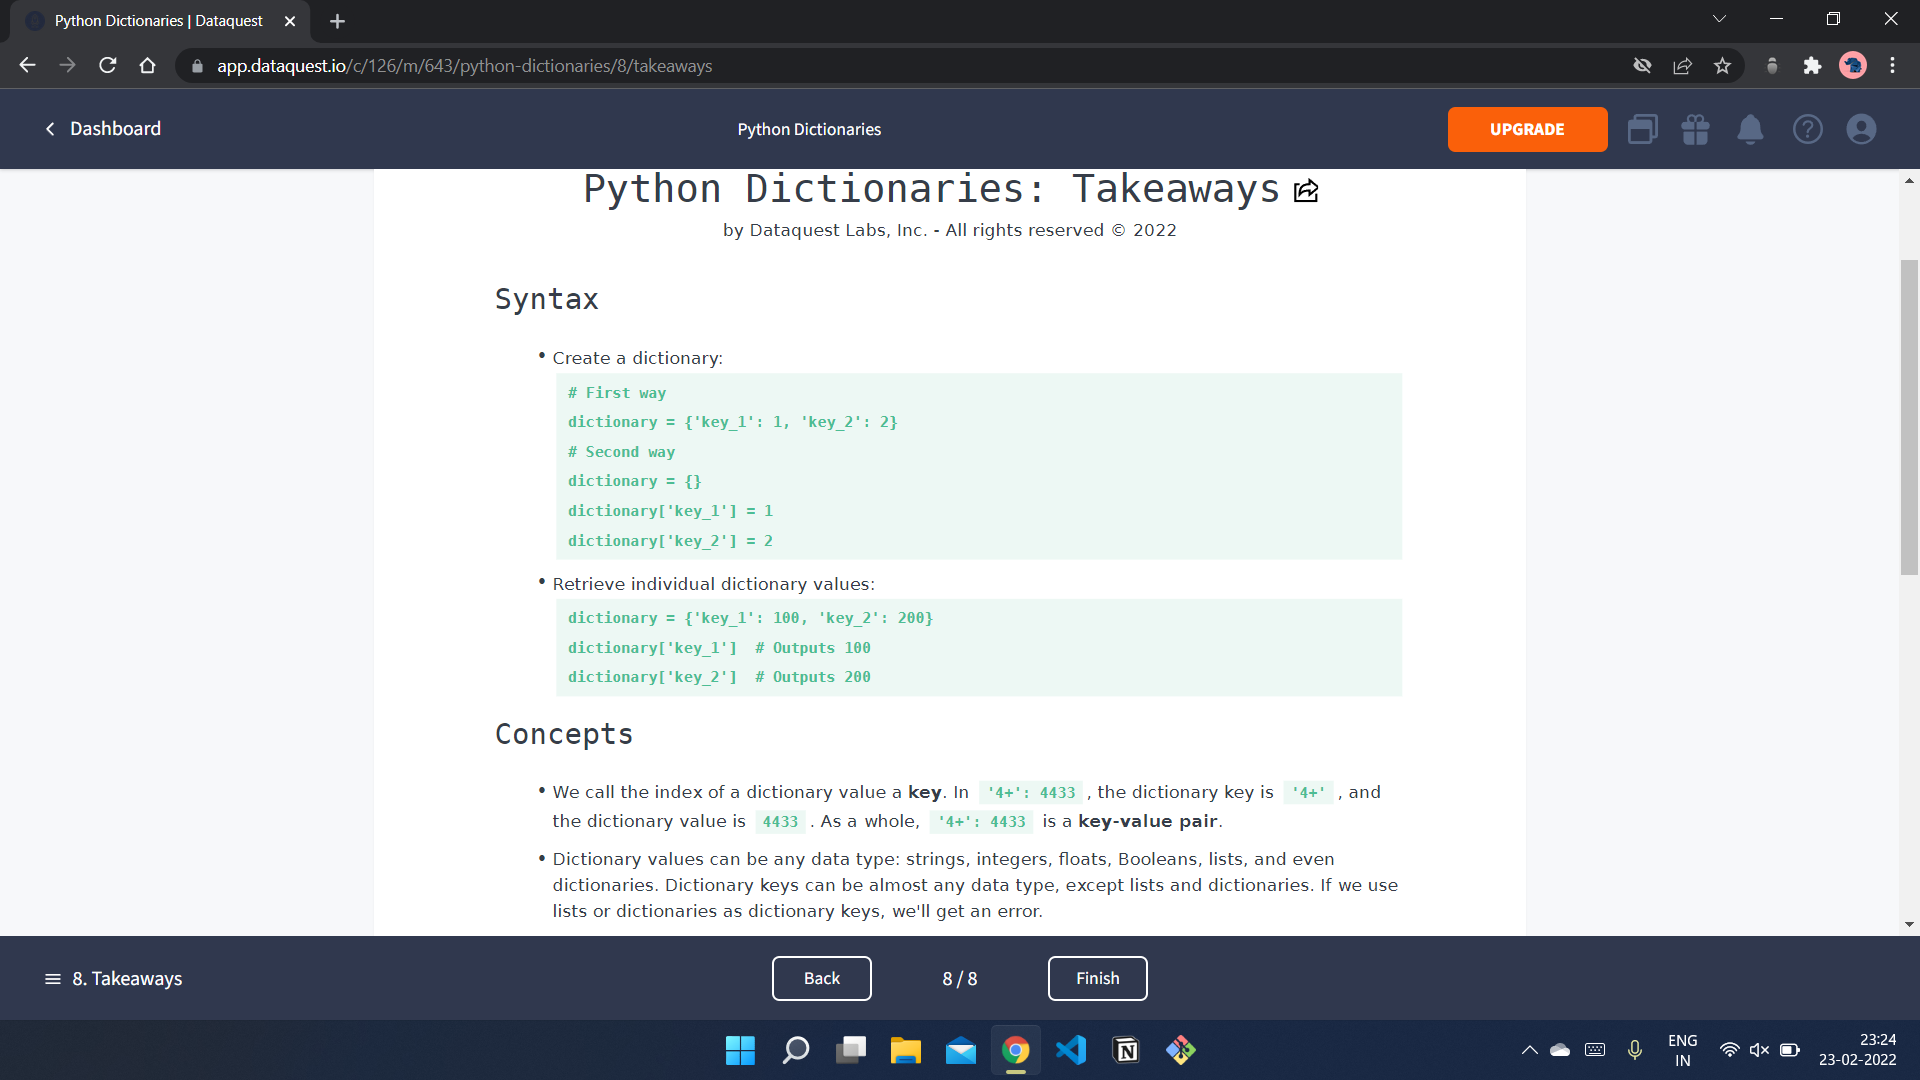 Python Dictionaries | Dataquest
app.dataquest.io/c/126/m/643/python-dictionaries/8/takeaways
Dashboard
Python Dictionaries
UPGRADE
Python Dictionaries: Takeaways
by Dataquest Labs, Inc. - All rights reserved © 2022
Syntax
• Create a dictionary:
# First way
dictionary = {'key_1': 1, 'key_2': 2}
# Second way
dictionary = {}
dictionary['key_1'] = 1
dictionary['key_2'] = 2
• Retrieve individual dictionary values:
dictionary = {'key_1': 100, 'key_2': 200}
dictionary['key_1']  # Outputs 100
dictionary['key_2']  # Outputs 200
Concepts
• We call the index of a dictionary value a key. In '4+': 4433 , the dictionary key is '4+' , and
the dictionary value is 4433 . As a whole, '4+': 4433 is a key-value pair.
• Dictionary values can be any data type: strings, integers, floats, Booleans, lists, and even
dictionaries. Dictionary keys can be almost any data type, except lists and dictionaries. If we use
lists or dictionaries as dictionary keys, we'll get an error.
8. Takeaways
Back
8 / 8
Finish
ENG
IN
23:24
23-02-2022